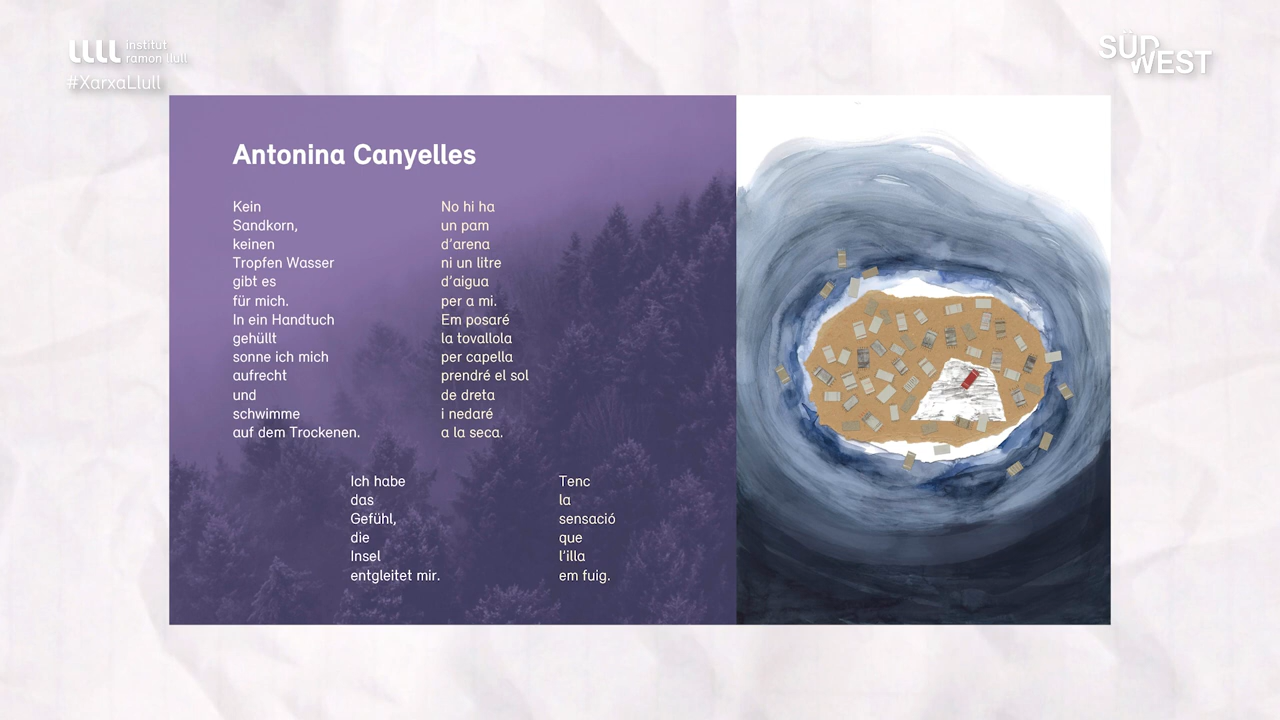 institut
ramon llull
#XarxaLlull
SÜD
WEST
Antonina Canyelles
Kein
Sandkorn,
keinen
Tropfen Wasser
gibt es
für mich.
In ein Handtuch
gehüllt
sonne ich mich
aufrecht
und
schwimme
auf dem Trockenen.
No hi ha
un pam
d'arena
ni un litre
d'aigua
per a mi.
Em posaré
la tovallola
per capella
prendré el sol
de dreta
i nedaré
a la seca.
Ich habe
das
Gefühl,
die
Insel
entgleitet mir.
Tenc
la
sensació
que
l'illa
em fuig.